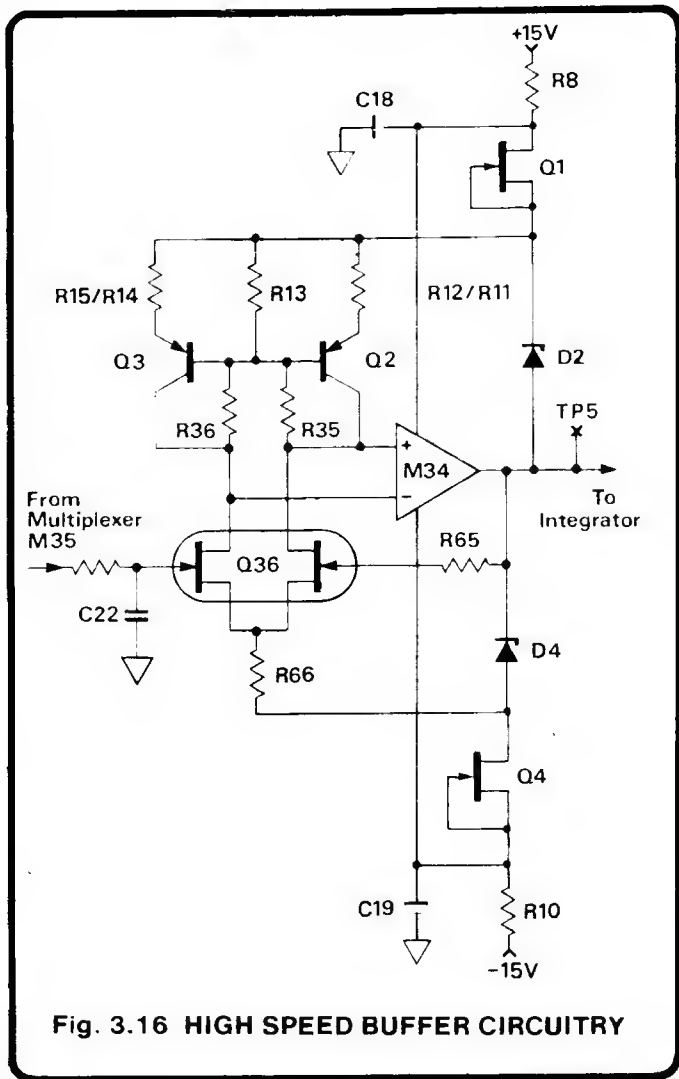 +15V
R8
C18
Q1
R15/R14
R13
R12/R11
Q3
Q2
D2
TP5
R36
R35
+
M34
-
From
Multiplexer
M35
To
Integrator
R65
Q36
C22
D4
R66
Q4
C19
R10
-15V
Fig. 3.16 HIGH SPEED BUFFER CIRCUITRY